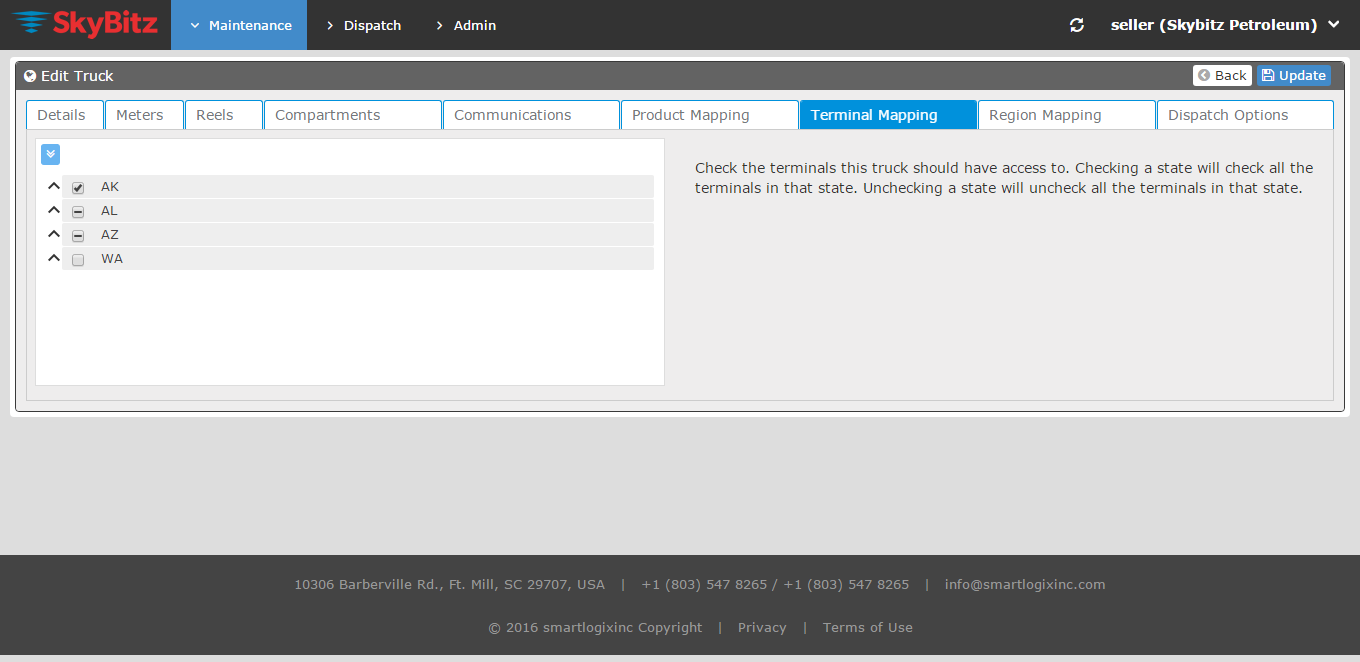 SkyBitz Maintenance Dispatch Admin seller (Skybitz Petroleum)
Edit Truck Back Update
Details Meters Reels Compartments Communications Product Mapping Terminal Mapping Region Mapping Dispatch Options
Check the terminals this truck should have access to. Checking a state will check all the
terminals in that state. Unchecking a state will uncheck all the terminals in that state.
AK
AL
AZ
WA
10306 Barberville Rd., Ft. Mill, SC 29707, USA | +1 (803) 547 8265 / +1 (803) 547 8265 | info@smartlogixinc.com
© 2016 smartlogixinc Copyright | Privacy | Terms of Use